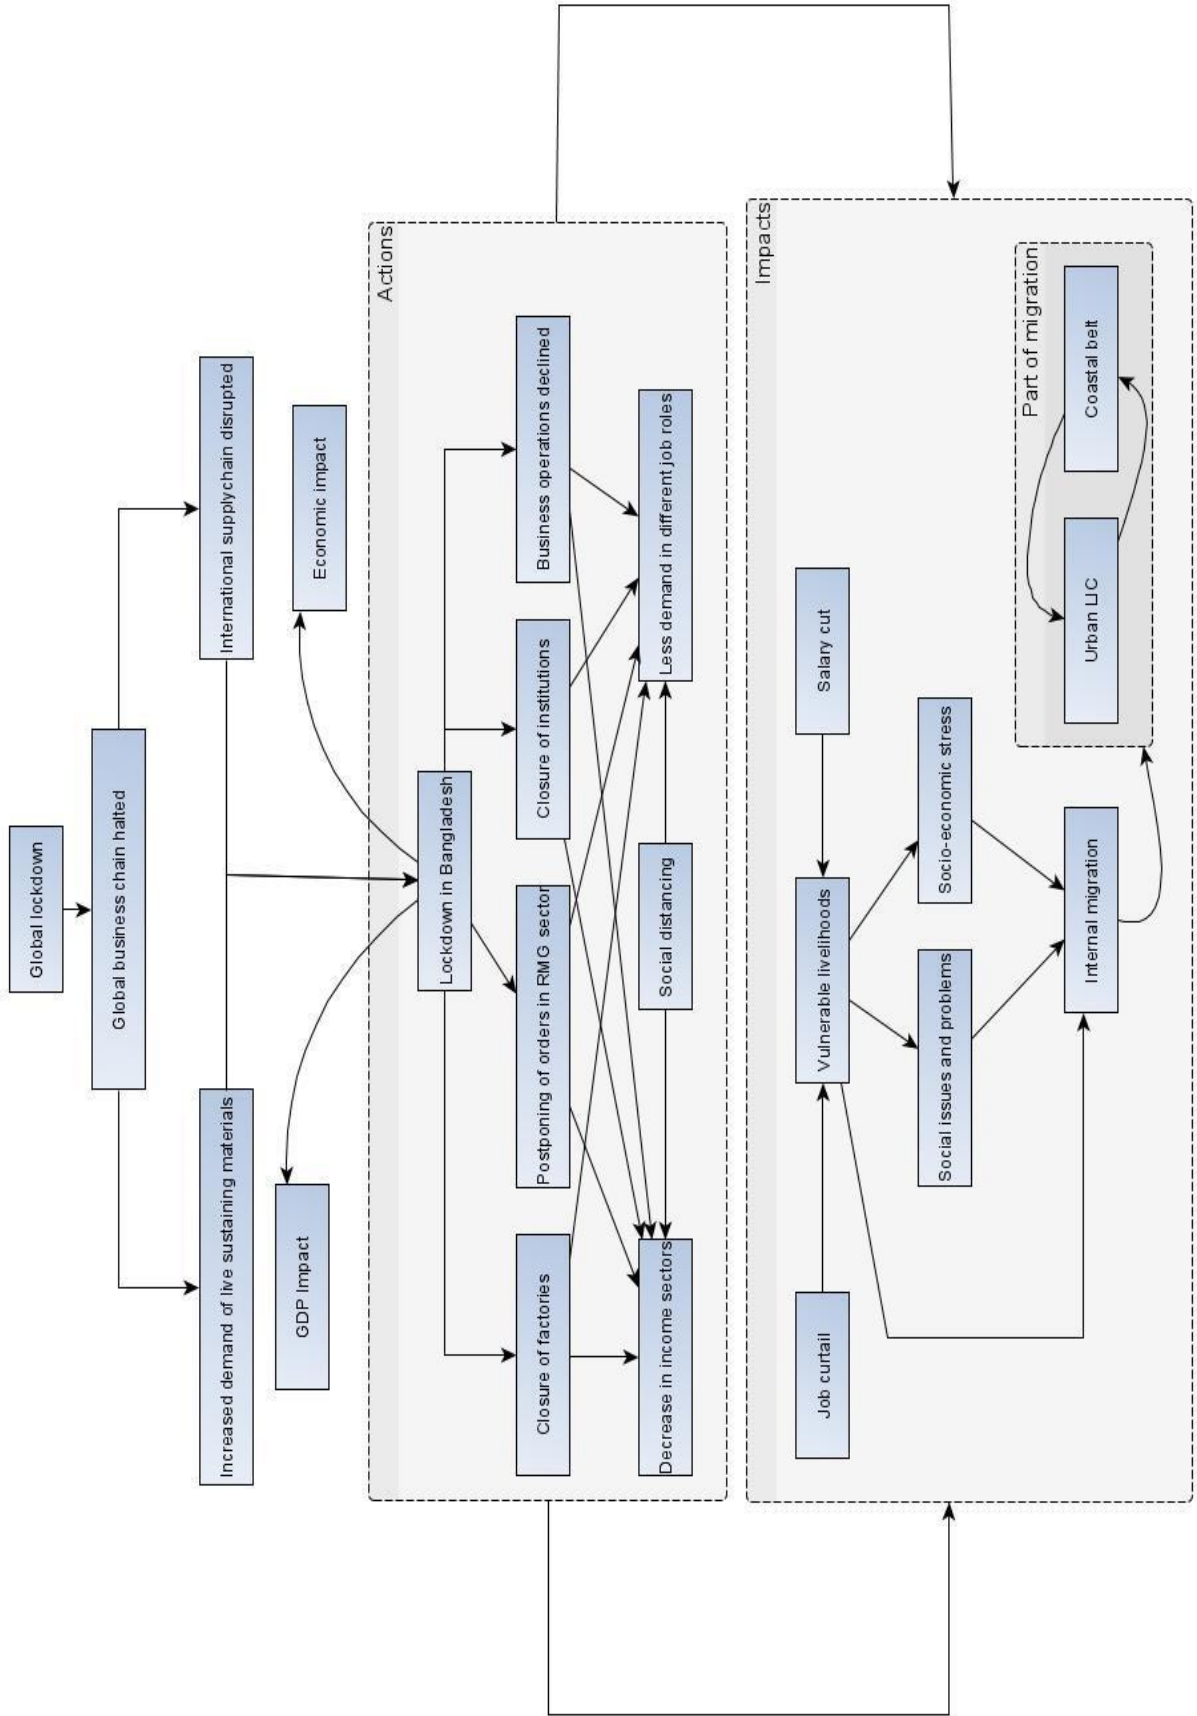 Global lockdown
Global business chain halted
Increased demand of live sustaining materials
International supplychain disrupted
GDP Impact
Economic impact
Actions
Lockdown in Bangladesh
Closure of factories
Postponing of orders in RMG sector
Closure of institutions
Business operations declined
Decrease in income sectors
Social distancing
Less demand in different job roles
Impacts
Job curtail
Vulnerable livelihoods
Salary cut
Social issues and problems
Socio-economic stress
Internal migration
Part of migration
Urban LIC
Coastal belt